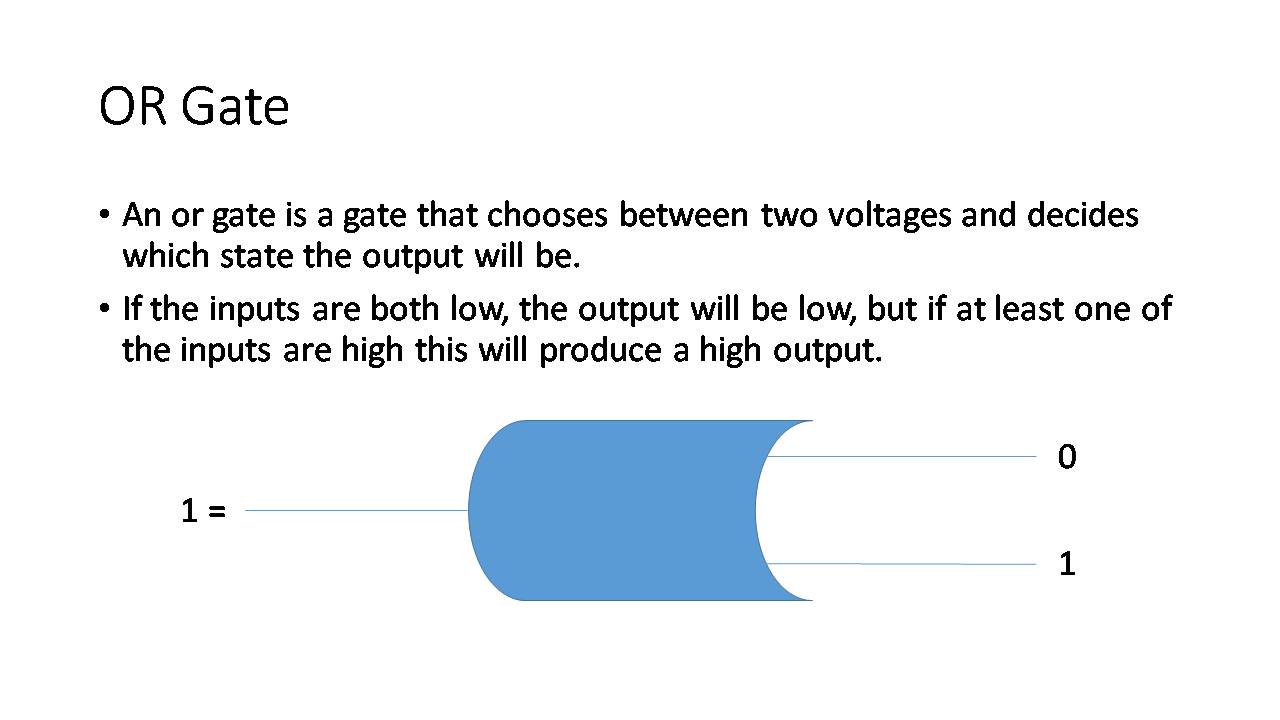 OR Gate
• An or gate is a gate that chooses between two voltages and decides
which state the output will be.
• If the inputs are both low, the output will be low, but if at least one of
the inputs are high this will produce a high output.
0
1 =
1